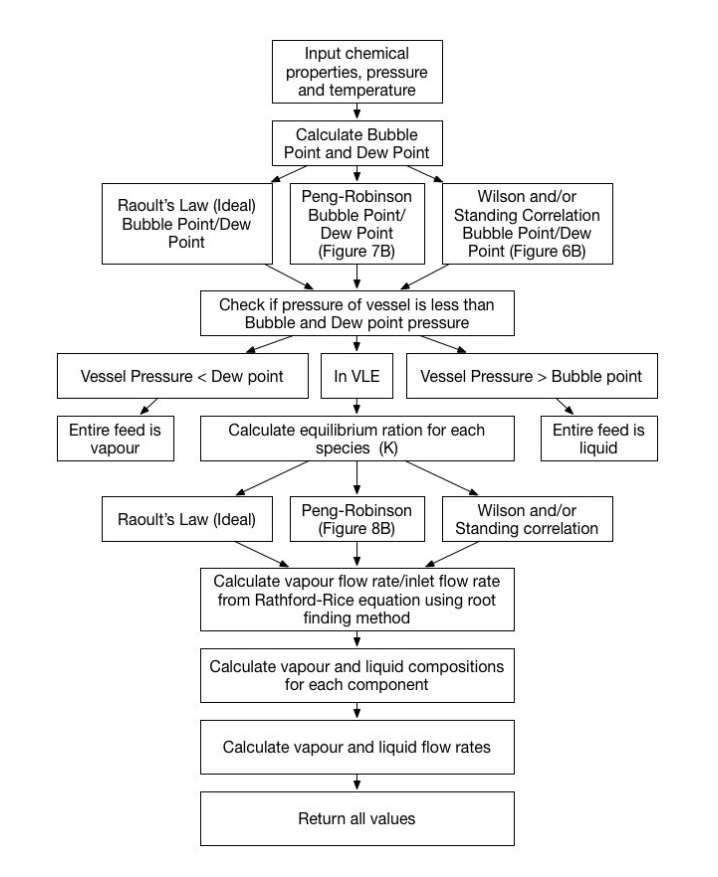 Input chemical
properties, pressure
and temperature
Calculate Bubble
Point and Dew Point
Raoult's Law (Ideal)
Bubble Point/Dew
Point
Peng-Robinson
Bubble Point/
Dew Point
(Figure 7B)
Wilson and/or
Standing Correlation
Bubble Point/Dew
Point (Figure 6B)
Check if pressure of vessel is less than
Bubble and Dew point pressure
Vessel Pressure < Dew point
In VLE
Vessel Pressure > Bubble point
Entire feed is
vapour
Calculate equilibrium ration for each
species (K)
Entire feed is
liquid
Raoult's Law (Ideal)
Peng-Robinson
(Figure 8B)
Wilson and/or
Standing correlation
Calculate vapour flow rate/inlet flow rate
from Rathford-Rice equation using root
finding method
Calculate vapour and liquid compositions
for each component
Calculate vapour and liquid flow rates
Return all values